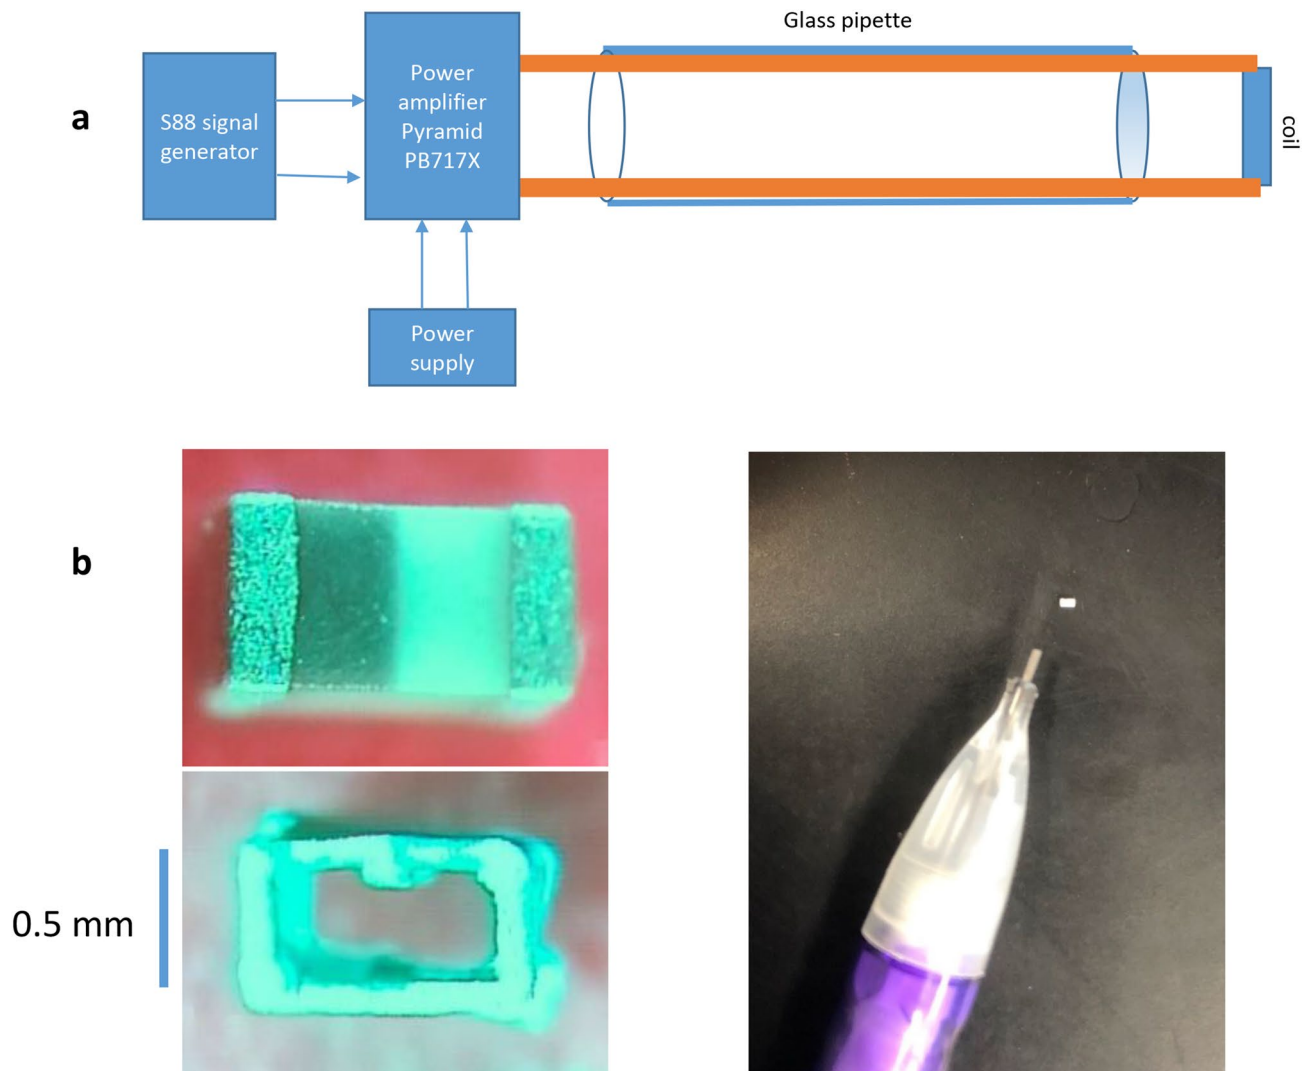 Glass pipette
a
S88 signal
generator
Power
amplifier
Pyramid
PB717X
coil
Power
supply
b
0.5 mm